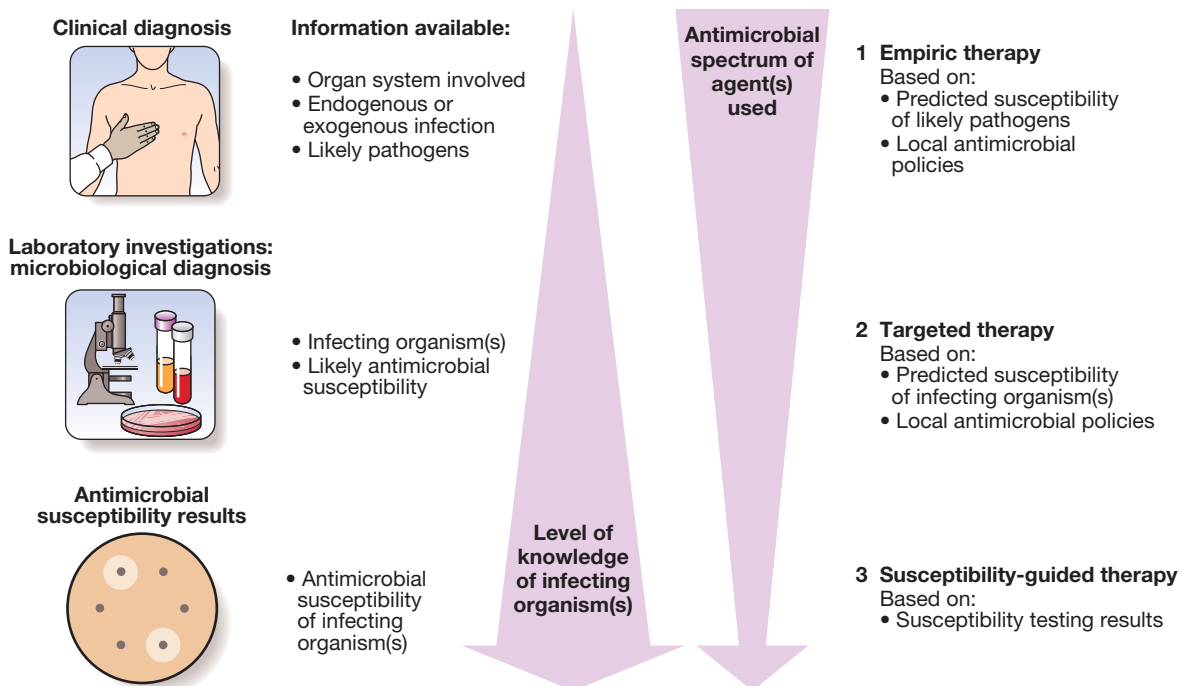 Clinical diagnosis
Information available:
• Organ system involved
• Endogenous or
exogenous infection
• Likely pathogens
Antimicrobial
spectrum of
agent(s)
used
1 Empiric therapy
Based on:
• Predicted susceptibility
of likely pathogens
• Local antimicrobial
policies
Laboratory investigations:
microbiological diagnosis
• Infecting organism(s)
• Likely antimicrobial
susceptibility
2 Targeted therapy
Based on:
• Predicted susceptibility
of infecting organism(s)
• Local antimicrobial policies
Antimicrobial
susceptibility results
• Antimicrobial
susceptibility
of infecting
organism(s)
Level of
knowledge
of infecting
organism(s)
3 Susceptibility-guided therapy
Based on:
• Susceptibility testing results